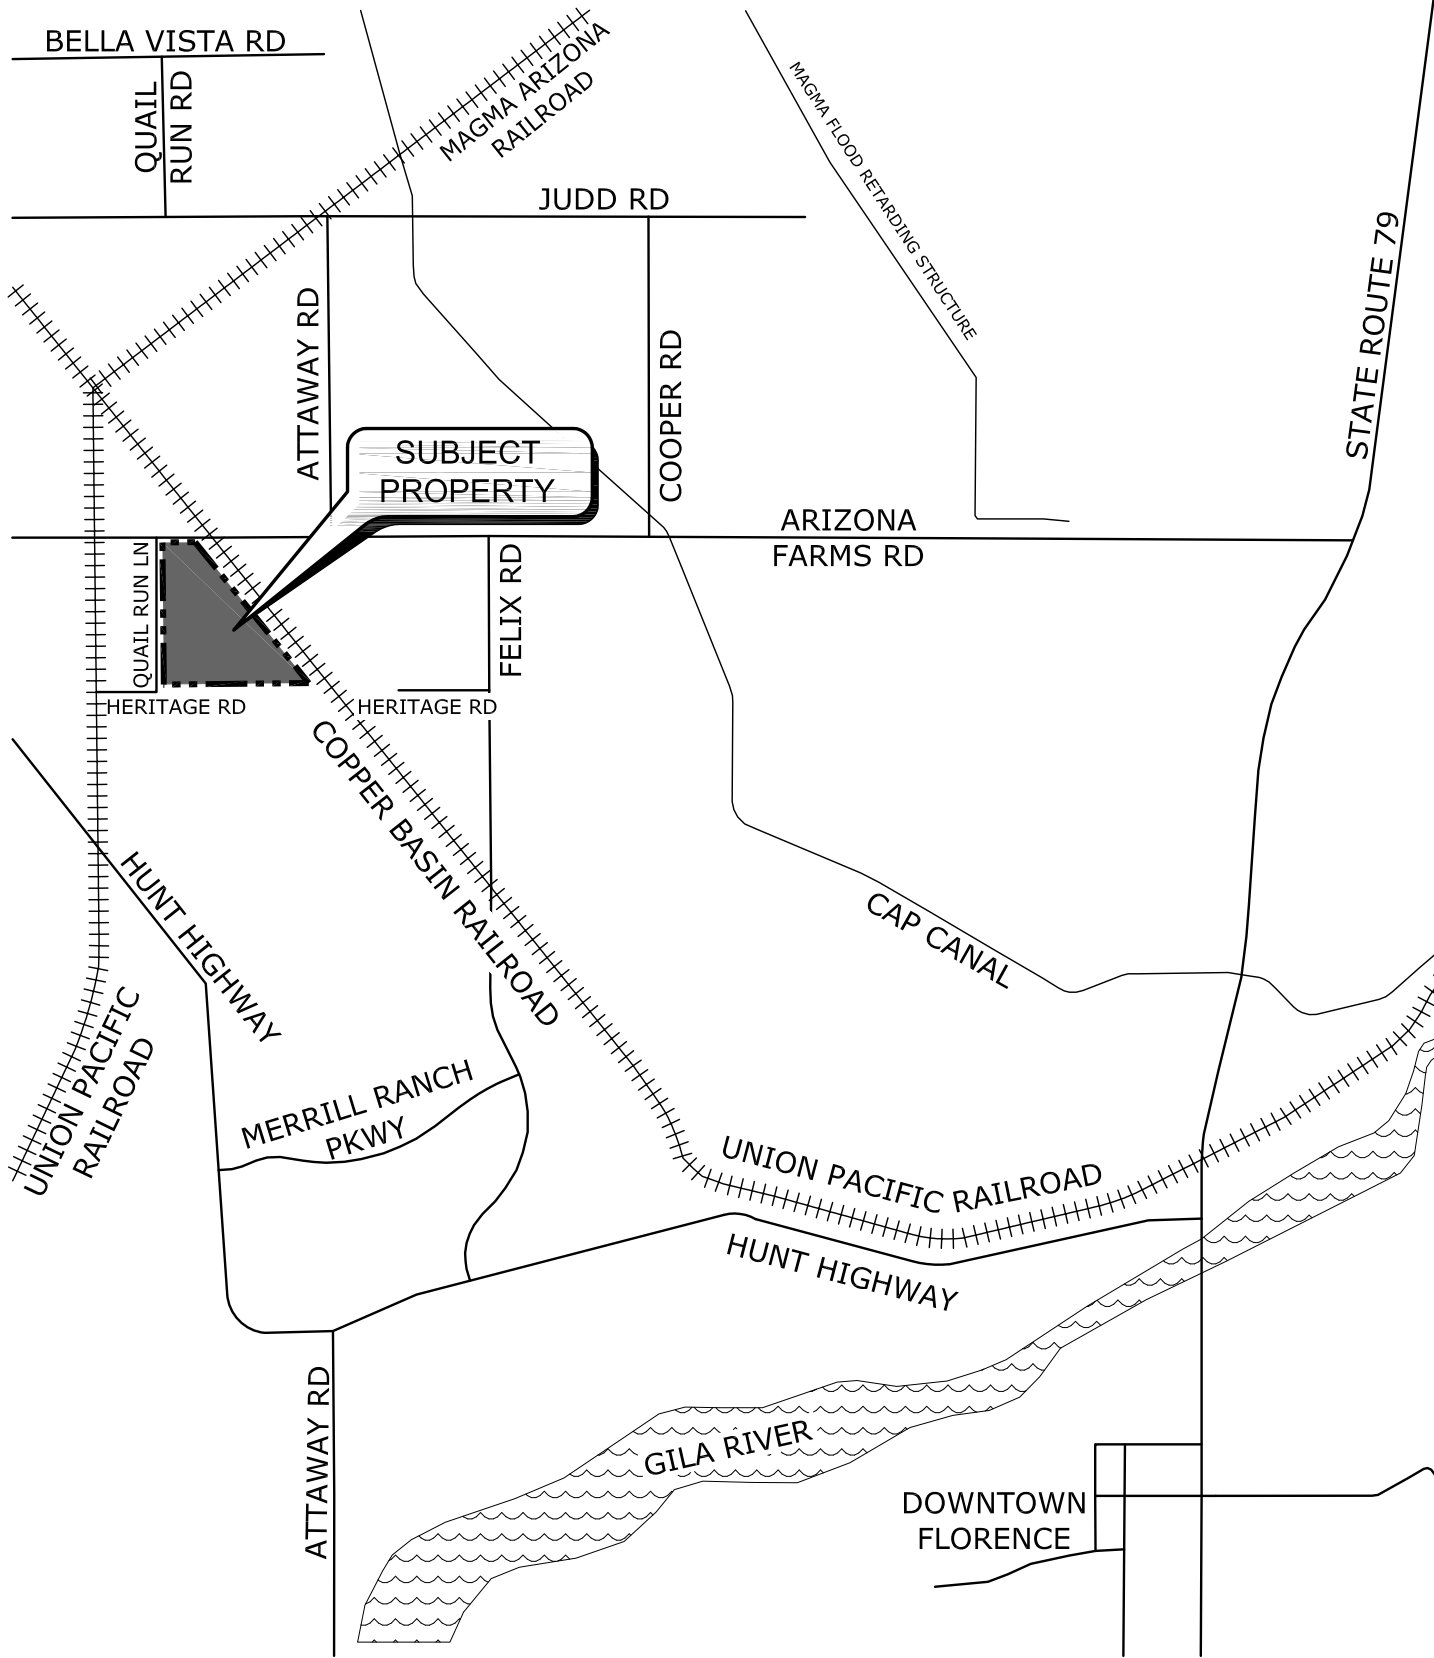 BELLA VISTA RD
QUAIL
RUN RD
MAGMA ARIZONA
RAILROAD
MAGMA FLOOD RETARDING STRUCTURE
JUDD RD
STATE ROUTE 79
ATTAWAY RD
COOPER RD
SUBJECT
PROPERTY
ARIZONA
FARMS RD
QUAIL RUN LN
FELIX RD
HERITAGE RD
HERITAGE RD
COPPER BASIN RAILROAD
HUNT HIGHWAY
CAP CANAL
UNION PACIFIC
RAILROAD
MERRILL RANCH
PKWY
UNION PACIFIC RAILROAD
HUNT HIGHWAY
ATTAWAY RD
GILA RIVER
DOWNTOWN
FLORENCE